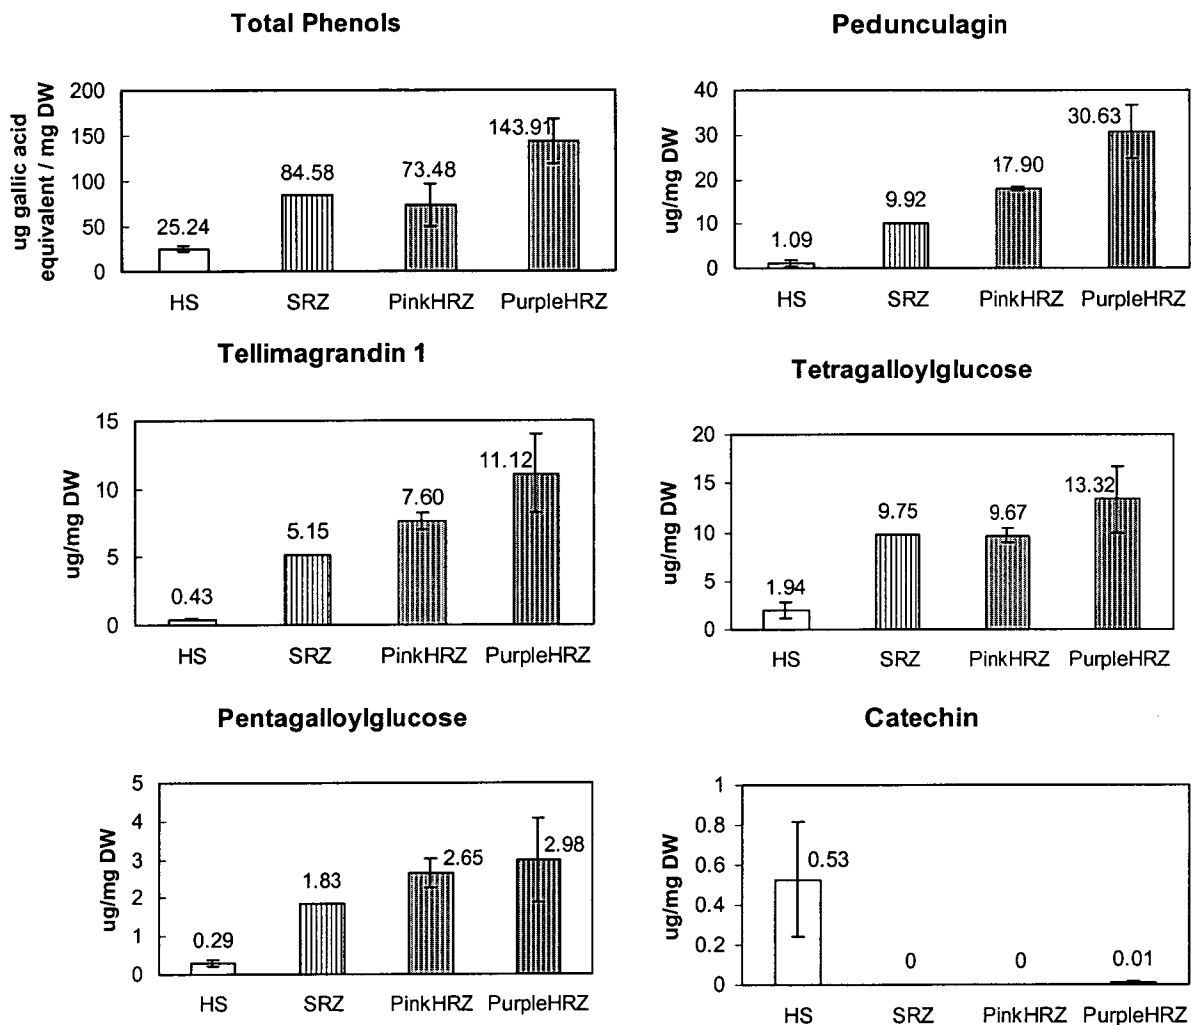 Total Phenols
ug gallic acid
equivalent / mg DW
200
150
100
50
0
25.24
84.58
73.48
143.91
HS SRZ PinkHRZ PurpleHRZ
Pedunculagin
ug/mg DW
40
30
20
10
0
1.09
9.92
17.90
30.63
HS SRZ PinkHRZ PurpleHRZ
Tellimagrandin 1
ug/mg DW
15
10
5
0
0.43
5.15
7.60
11.12
HS SRZ PinkHRZ PurpleHRZ
Tetragalloylglucose
ug/mg DW
20
15
10
5
0
1.94
9.75
9.67
13.32
HS SRZ PinkHRZ PurpleHRZ
Pentagalloylglucose
ug/mg DW
5
4
3
2
1
0
0.29
1.83
2.65
2.98
HS SRZ PinkHRZ PurpleHRZ
Catechin
ug/mg DW
1
0.8
0.6
0.4
0.2
0
0.53
0
0
0.01
HS SRZ PinkHRZ PurpleHRZ